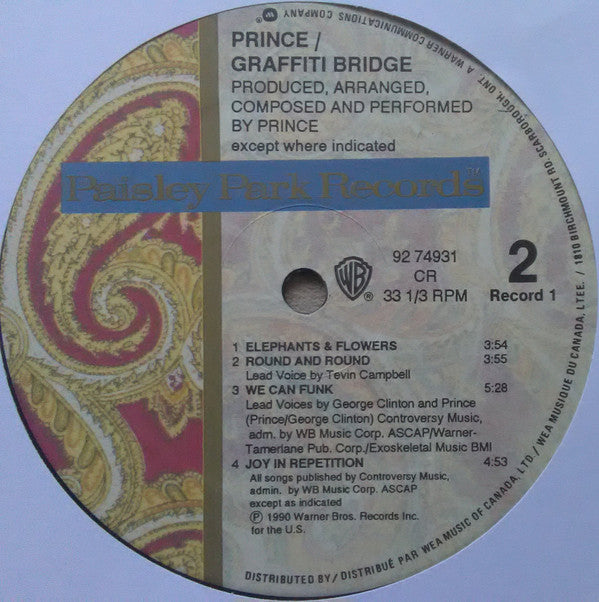 PRINCE /
GRAFFITI BRIDGE
PRODUCED, ARRANGED,
COMPOSED AND PERFORMED
BY PRINCE
except where indicated
Paisley Park Records™
WB®
92 74931
CR
33 1/3 RPM
2
Record 1
1 ELEPHANTS & FLOWERS 3:54
2 ROUND AND ROUND 3:55
Lead Voice by Tevin Campbell
3 WE CAN FUNK 5:28
Lead Voices by George Clinton and Prince
(Prince/George Clinton) Controversy Music,
adm. by WB Music Corp. ASCAP/Warner-
Tamerlane Pub. Corp./Exoskeletal Music BMI
4 JOY IN REPETITION 4:53
All songs published by Controversy Music,
admin. by WB Music Corp. ASCAP
except as indicated
℗ 1990 Warner Bros. Records Inc.
for the U.S.
DISTRIBUTED BY / DISTRIBUÉ PAR WEA MUSIC OF CANADA, LTD. / WEA MUSIQUE DU CANADA, LTEE. / 1810 BIRCHMOUNT RD. SCARBOROUGH, ONT. A WARNER COMMUNICATIONS COMPANY